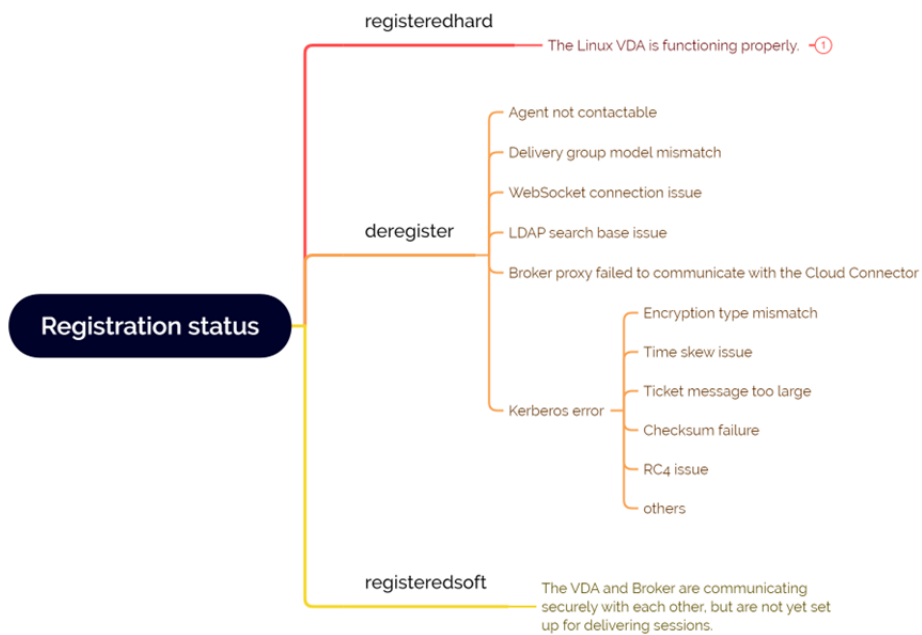 registeredhard
The Linux VDA is functioning properly.
1
Agent not contactable
Delivery group model mismatch
WebSocket connection issue
deregister
LDAP search base issue
Broker proxy failed to communicate with the Cloud Connector
Registration status
Encryption type mismatch
Time skew issue
Ticket message too large
Kerberos error
Checksum failure
RC4 issue
others
registeredsoft
The VDA and Broker are communicating
securely with each other, but are not yet set
up for delivering sessions.